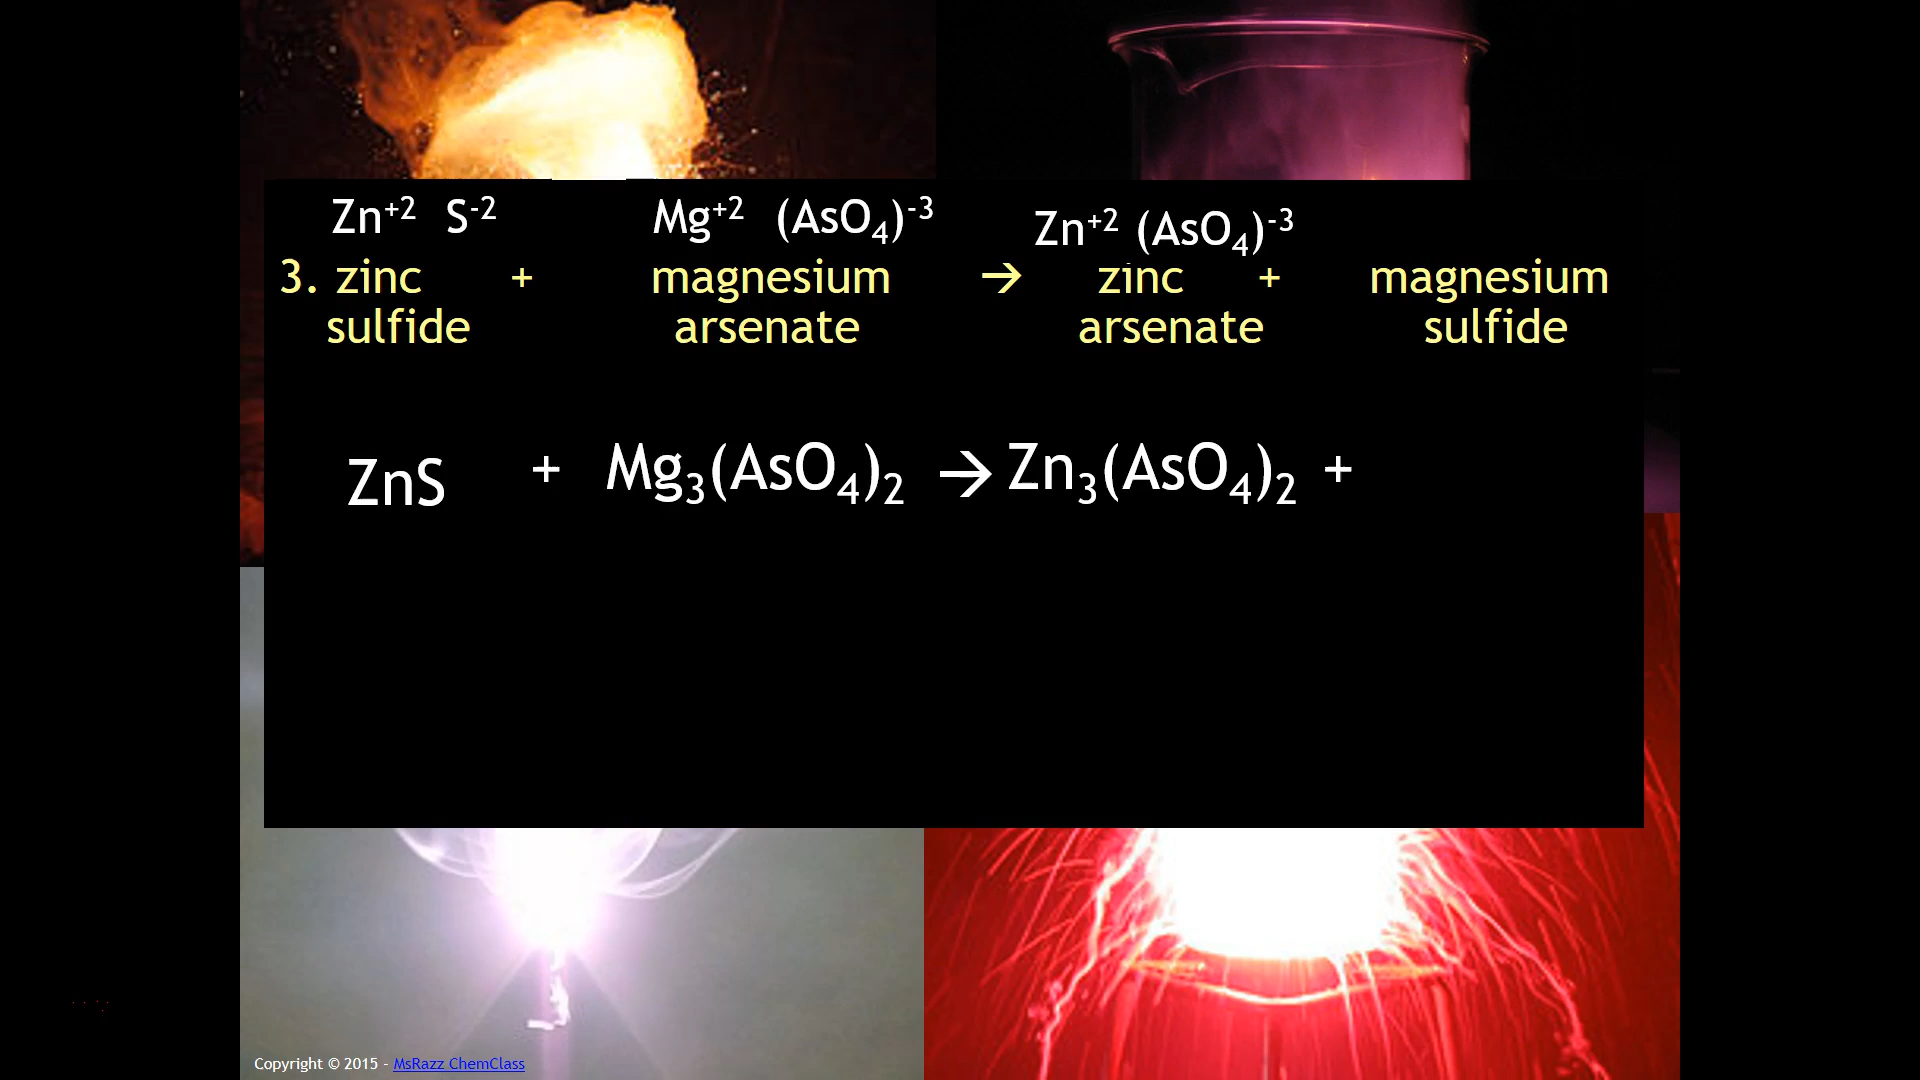 Zn⁺² S⁻² Mg⁺² (AsO₄)⁻³ Zn⁺² (AsO₄)⁻³
3. zinc + magnesium → zinc + magnesium
sulfide arsenate arsenate sulfide
ZnS + Mg₃(AsO₄)₂ → Zn₃(AsO₄)₂ +
Copyright © 2015 - MsRazz ChemClass